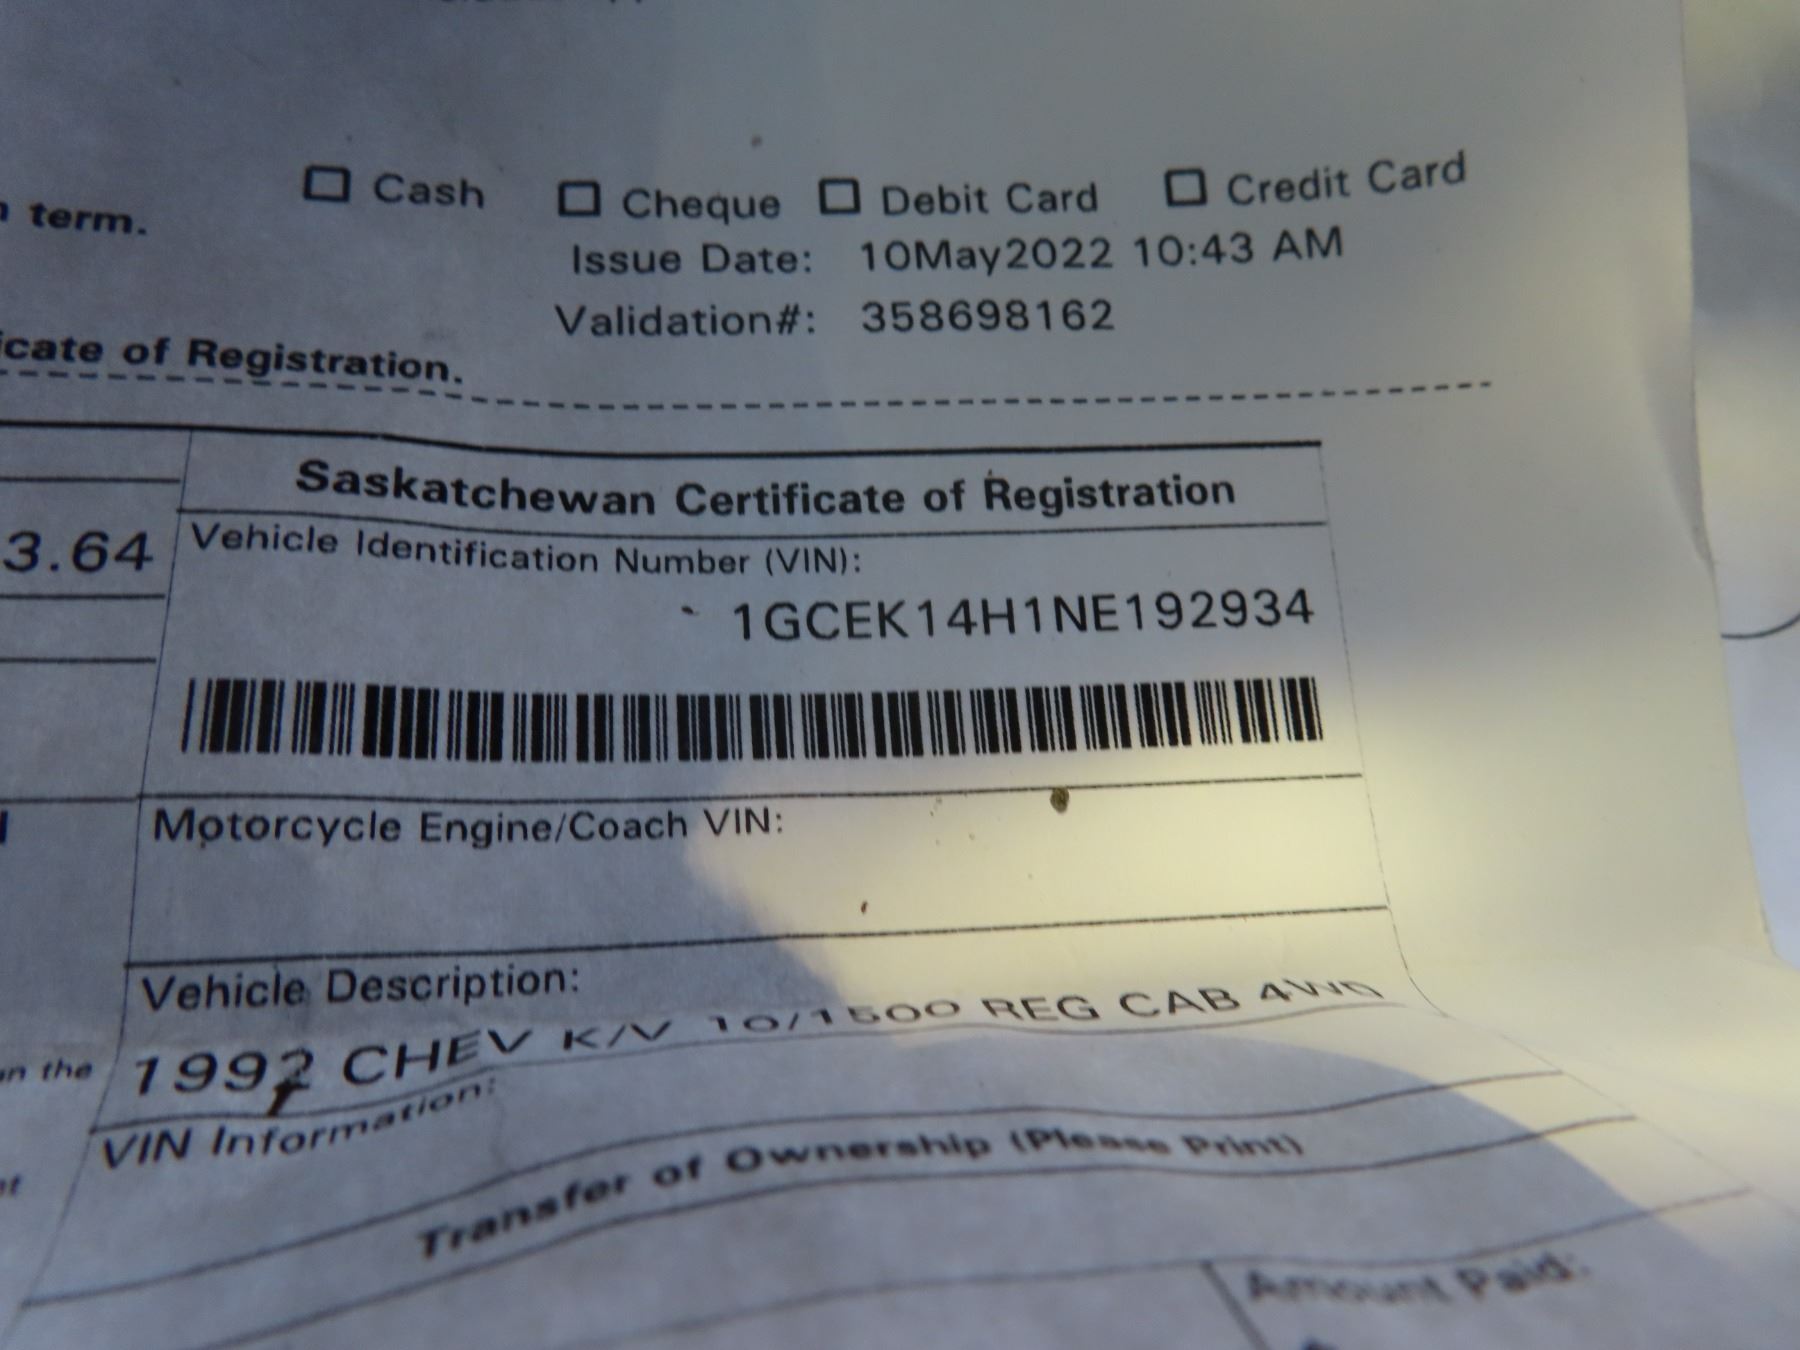 term.
Cash Cheque Debit Card Credit Card
Issue Date: 10May2022 10:43 AM
Validation#: 358698162
icate of Registration.
Saskatchewan Certificate of Registration
3.64
Vehicle Identification Number (VIN):
1GCEK14H1NE192934
Motorcycle Engine/Coach VIN:
Vehicle Description:
1992 CHEV K/V 10/1500 REG CAB 4WD
the
VIN Information:
Transfer of Ownership (Please Print)
Amount Paid: